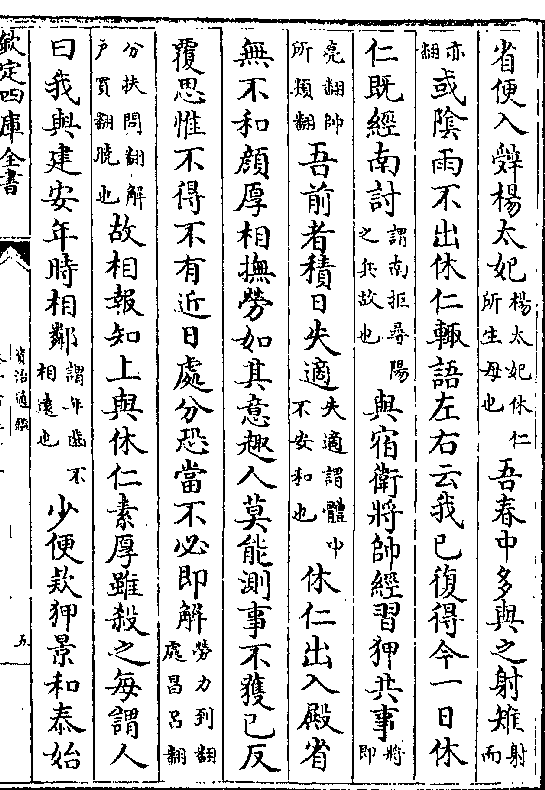 省便入辤楊太妃楊太妃休仁所生母也吾春中多與之射雉射而
亦翻或隂雨不出休仁輒語左右云我已復得今一日休
仁既經南討謂南拒尋陽之兵故也與宿衛將帥經習狎共事將即
亮翻帥所類翻吾前者積日失適失適謂體中不安和也休仁出入殿省
無不和顔厚相撫勞如其意趣人莫能測事不獲已反
覆思惟不得不有近日處分恐當不必即解勞力到翻處昌呂翻
分扶問翻解戶買翻曉也故相報知上與休仁素厚雖殺之每謂人
曰我與建安年時相鄰謂年齒不相遠也少便欵狎景和泰始
欽定四庫全書
資治通鑑
五